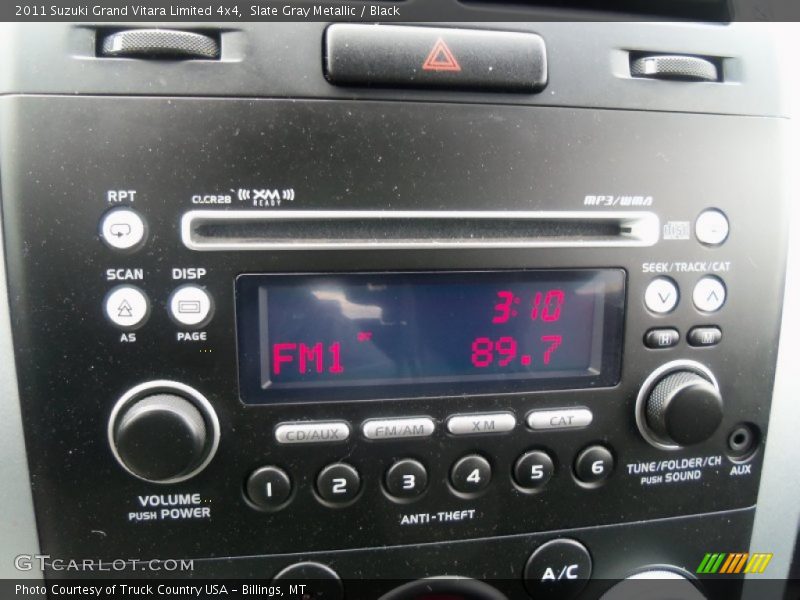 2011 Suzuki Grand Vitara Limited 4x4, Slate Gray Metallic / Black
RPT
CLCR2B XM READY
MP3/WMA
DISC
SCAN
DISP
SEEK/TRACK/CAT
AS
PAGE
3:10
FM1
89.7
H
M
CD/AUX
FM/AM
XM
CAT
1
2
3
4
5
6
VOLUME
PUSH POWER
ANTI-THEFT
TUNE/FOLDER/CH
PUSH SOUND
AUX
A/C
GTCARLOT.COM
Photo Courtesy of Truck Country USA - Billings, MT